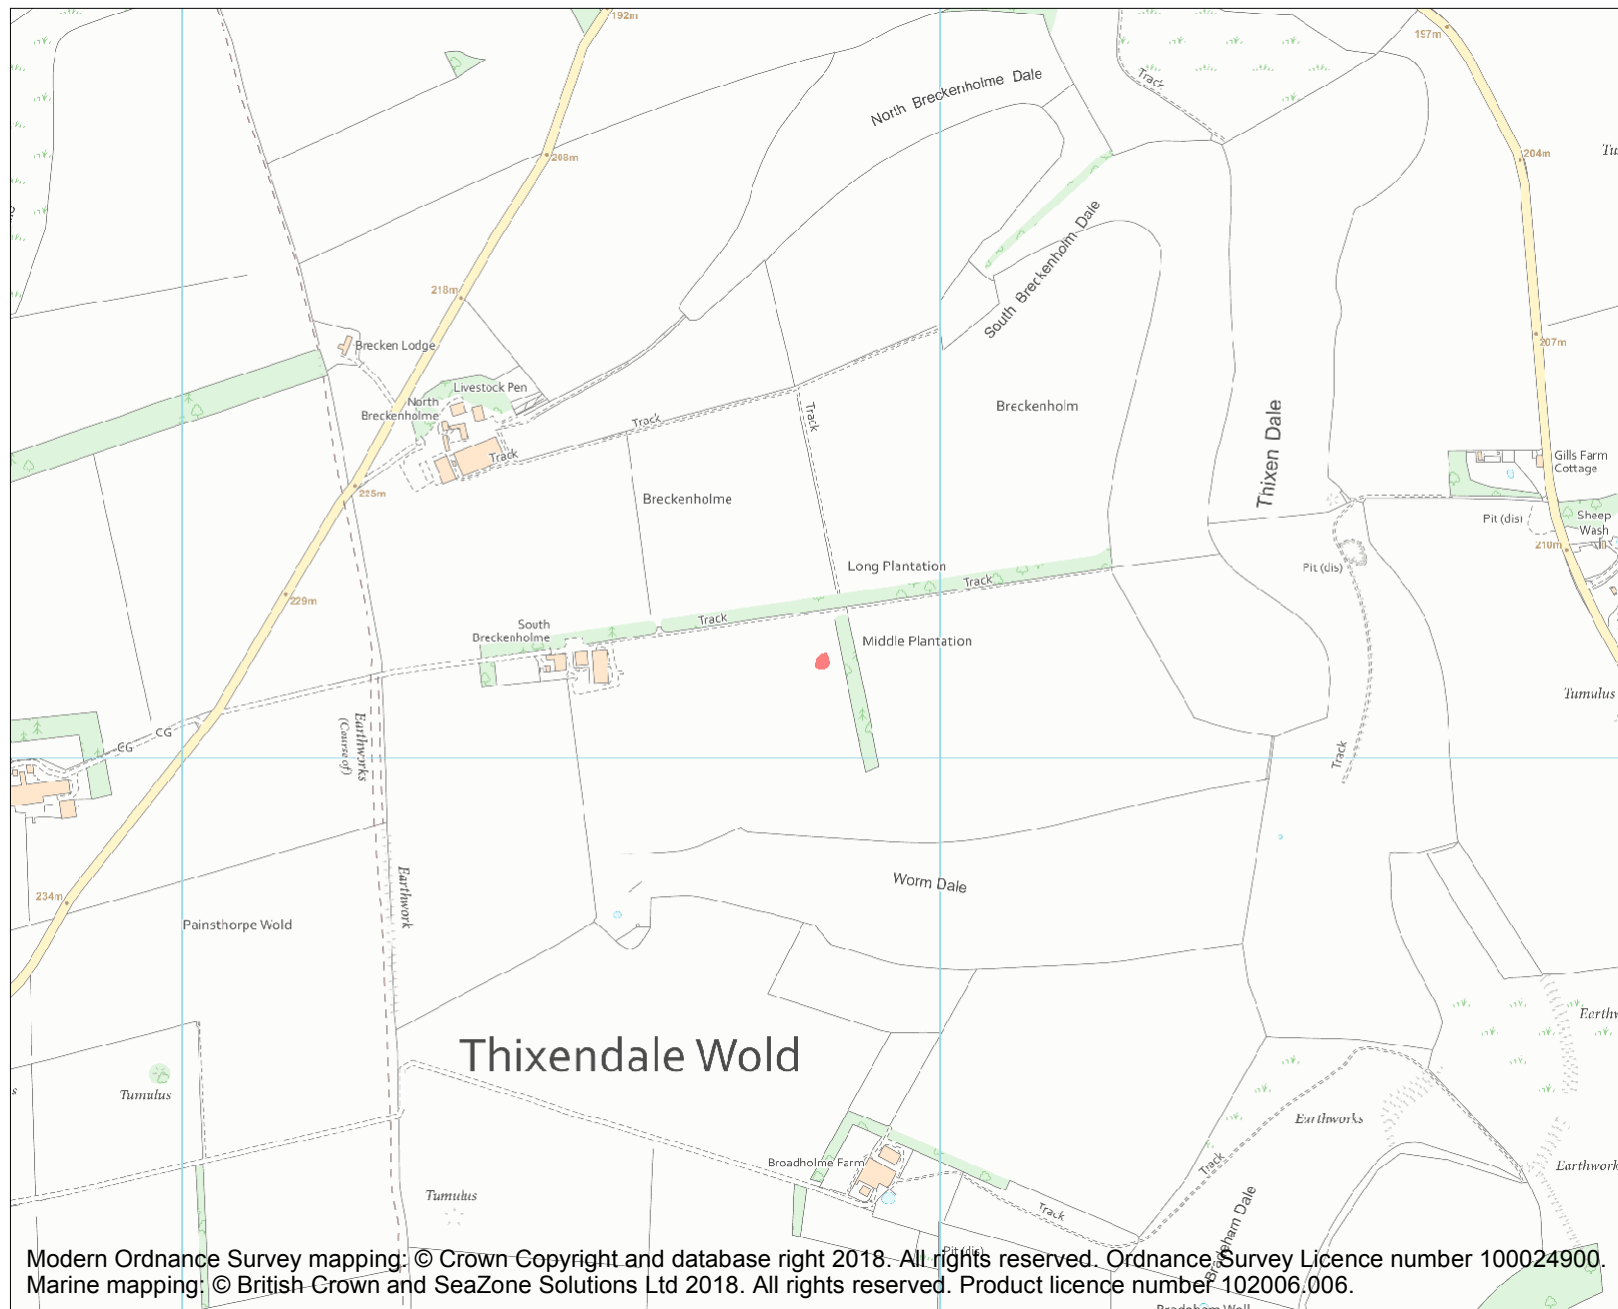 192m
197m
North Breckenholme Dale
Track
208m
204m
South Breckenholm Dale
218m
Brecken Lodge
207m
Livestock Pen
North
Breckenholme
Track
Track
Track
Breckenholm
Thixen Dale
Gills Farm
Cottage
225m
Breckenholme
Pit (dis)
Sheep
Wash
210m
Long Plantation
Track
Pit (dis)
229m
South
Breckenholme
Track
Middle Plantation
Tumulus
Earthworks
(Course of)
CG
CG
Track
Earthwork
Worm Dale
234m
Painsthorpe Wold
Thixendale Wold
Tumulus
Earthworks
Broadholme Farm
Track
Earthwork
Tumulus
Track
Bradeham Dale
Pit (dis)
Modern Ordnance Survey mapping: © Crown Copyright and database right 2018. All rights reserved. Ordnance Survey Licence number 100024900.
Marine mapping: © British Crown and SeaZone Solutions Ltd 2018. All rights reserved. Product licence number 102006.006.